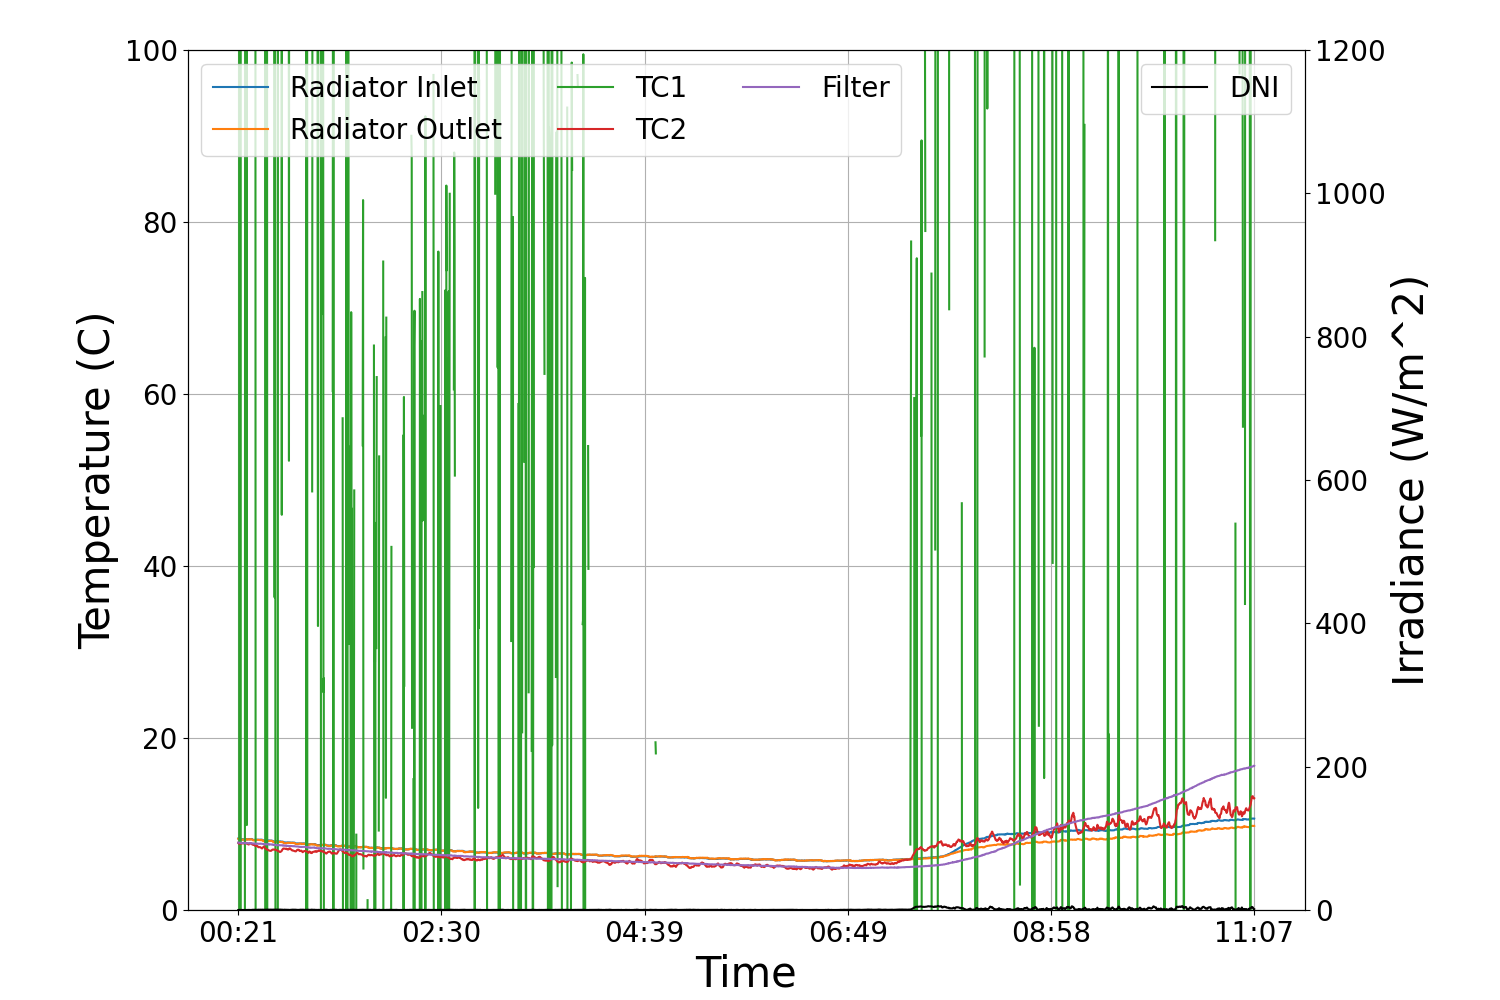 100
80
60
40
20
0
Temperature (C)
Radiator Inlet
Radiator Outlet
TC1
TC2
Filter
DNI
1200
1000
800
600
400
200
0
Irradiance (W/m^2)
00:21 02:30 04:39 06:49 08:58 11:07
Time